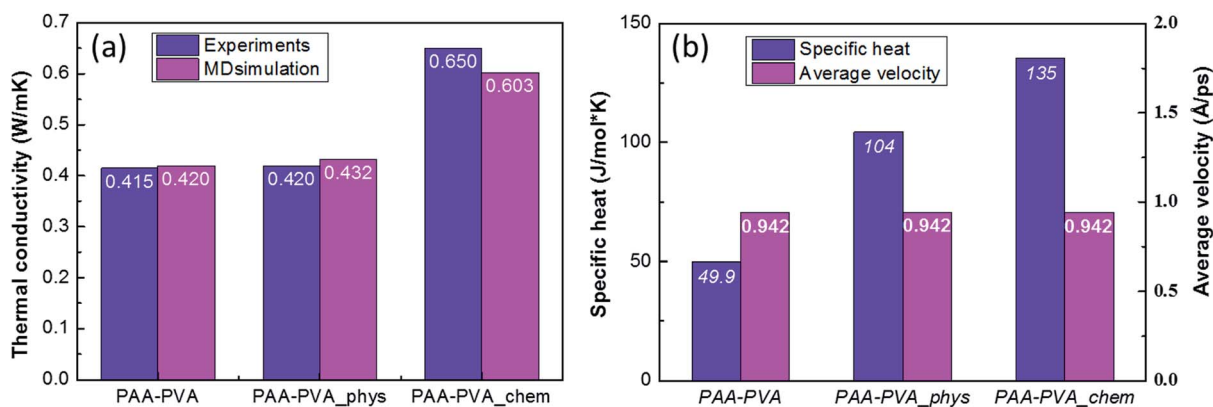 (a)
Experiments
MDsimulation
Thermal conductivity (W/mK)
0.7
0.6
0.5
0.4
0.3
0.2
0.1
0.0
0.415
0.420
0.420
0.432
0.650
0.603
PAA-PVA
PAA-PVA_phys
PAA-PVA_chem
(b)
Specific heat
Average velocity
Specific heat (J/mol*K)
150
100
50
0
49.9
0.942
104
0.942
135
0.942
PAA-PVA
PAA-PVA_phys
PAA-PVA_chem
2.0
1.5
1.0
0.5
0.0
Average velocity (Å/ps)